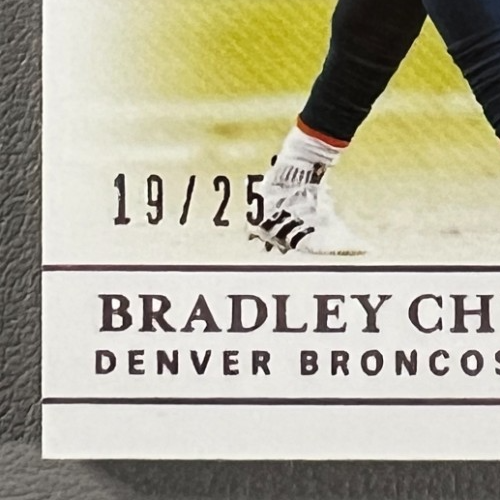 19/25
BRADLEY CH
DENVER BRONCOS